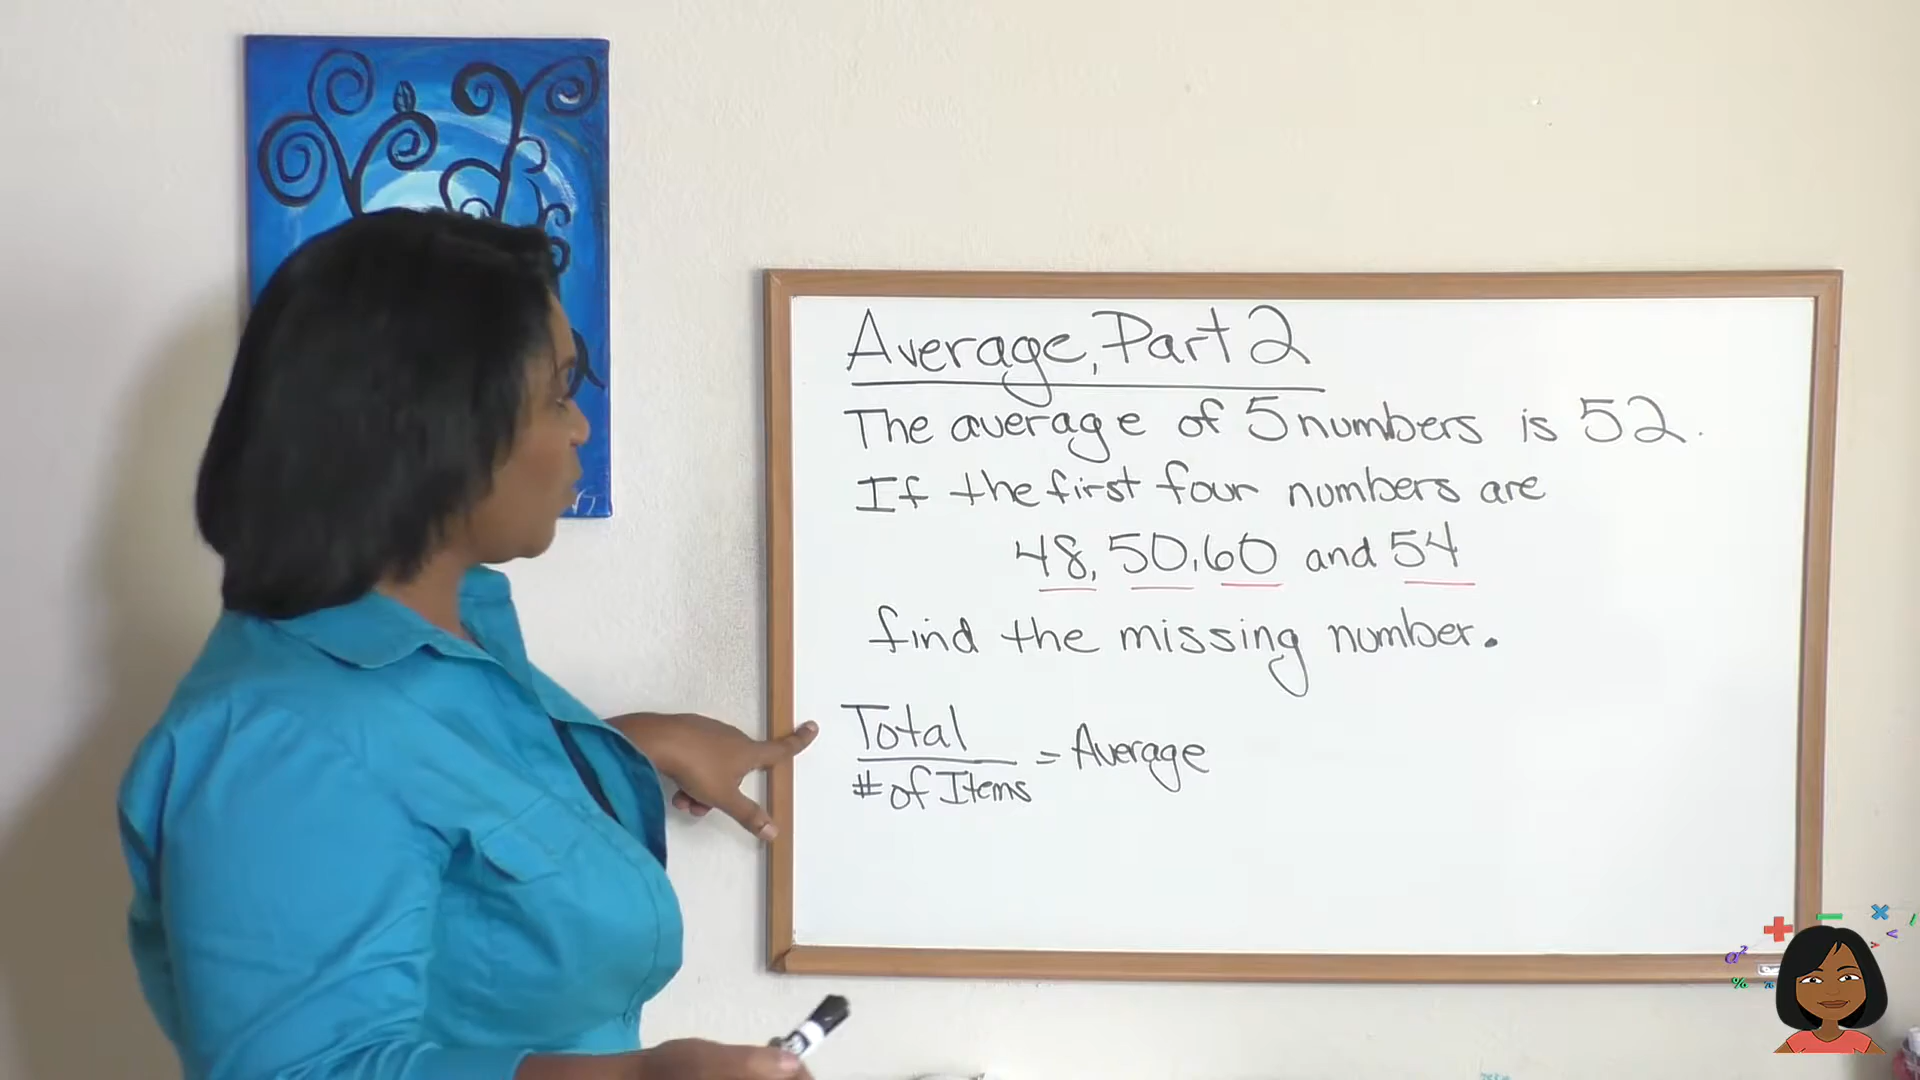 Average, Part 2
The average of 5 numbers is 52.
If the first four numbers are
48, 50, 60 and 54
find the missing number.
Total
# of Items
= Average